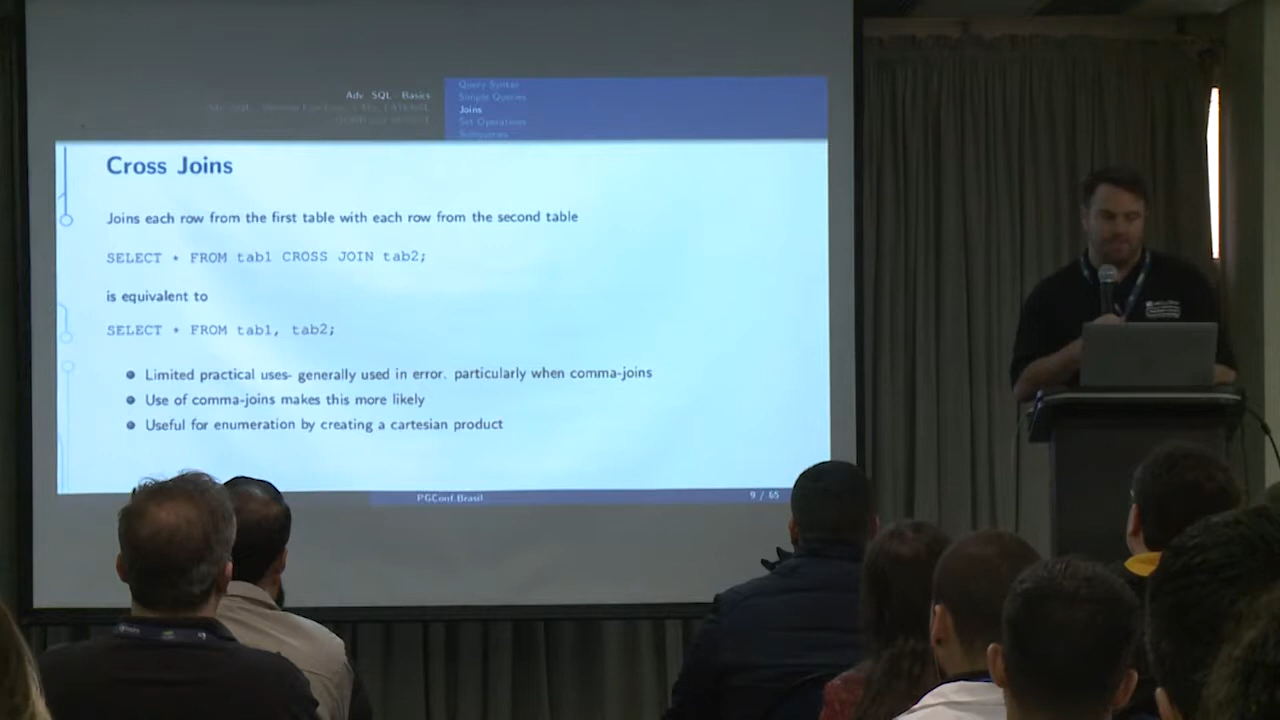 Adv. SQL - Basics
Query Syntax
Simple Queries
Joins
Set Operations
Subqueries
Cross Joins
Joins each row from the first table with each row from the second table
SELECT * FROM tab1 CROSS JOIN tab2;
is equivalent to
SELECT * FROM tab1, tab2;
Limited practical uses- generally used in error. particularly when comma-joins
Use of comma-joins makes this more likely
Useful for enumeration by creating a cartesian product
PGConf.Brasil
9 / 65